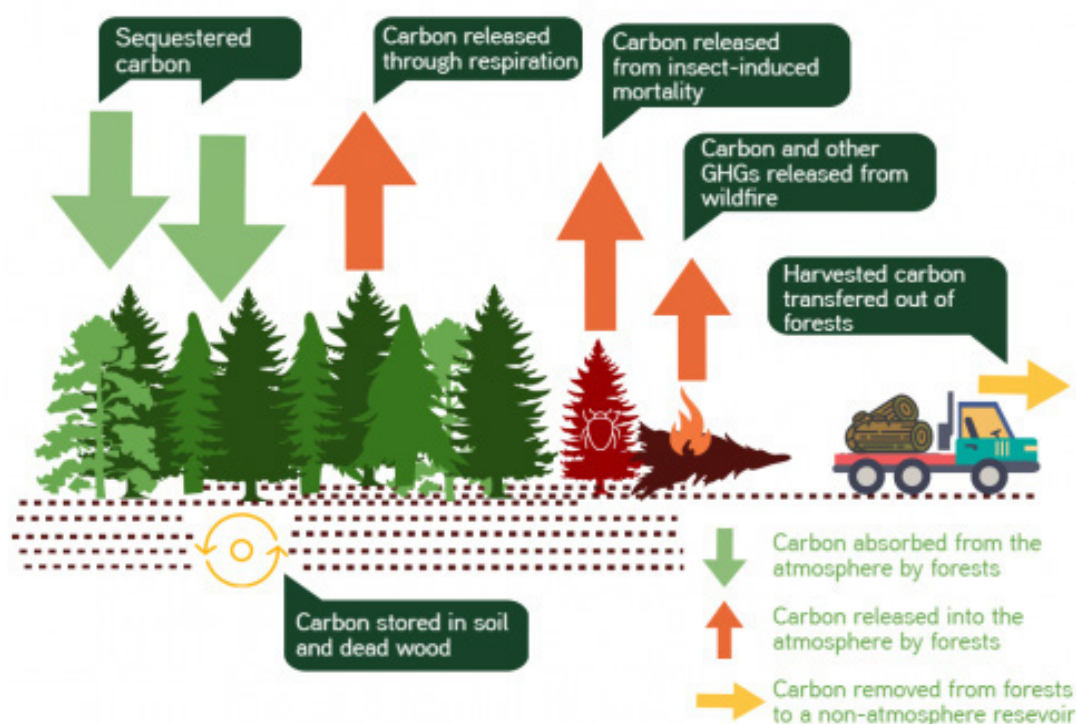 Sequestered
carbon
Carbon released
through respiration
Carbon released
from insect-induced
mortality
Carbon and other
GHGs released from
wildfire
Harvested carbon
transfered out of
forests
Carbon stored in soil
and dead wood
Carbon absorbed from the
atmosphere by forests
Carbon released into the
atmosphere by forests
Carbon removed from forests
to a non-atmosphere resevoir